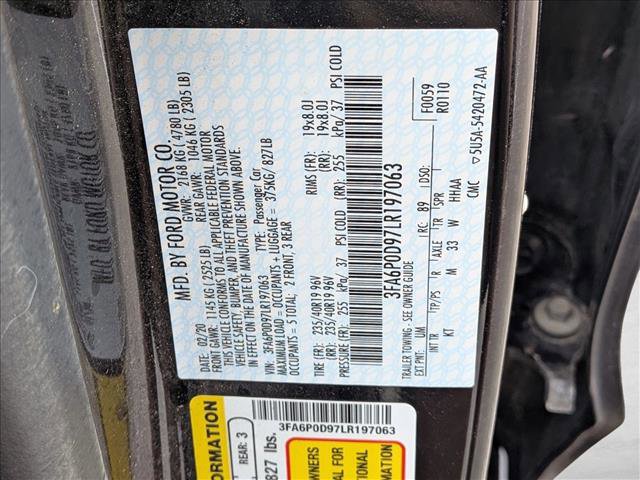 MFD. BY FORD MOTOR CO.
02/20 GVWR: 2168 KG ( 4780 LB)
FRONT GAWR: 1145 KG ( 2525 LB) REAR GAWR: 1046 KG ( 2305 LB)
THIS VEHICLE CONFORMS TO ALL APPLICABLE FEDERAL MOTOR
VEHICLE SAFETY, BUMPER, AND THEFT PREVENTION STANDARDS
IN EFFECT ON THE DATE OF MANUFACTURE SHOWN ABOVE.
VIN: 3FA6P0D97LR197063 TYPE: Passenger Car
MAXIMUM LOAD = OCCUPANTS + LUGGAGE = 375KG/ 827LB
OCCUPANTS = 5 TOTAL: 2 FRONT, 3 REAR
TIRE (FR): 235/40R19 96V RIMS (FR): 19x8.0J
(RR): 235/40R19 96V (RR): 19x8.0J
PRESSURE (FR): 255 kPa/ 37 PSI COLD (RR): 255 kPa/ 37 PSI COLD
3FA6P0D97LR197063
TRAILER TOWING - SEE OWNER MANUAL F0059
R0110
EXT PNT: UM RC: 89 DSO:
TP/PS R AXLE TR SPR
KT M 33 W HHAA
CMC 5U5A-5420472-AA
3FA6P0D97LR197063
ORMATION
REAR: 3
827 lbs.
OWNERS
AL FOR
TIONAL